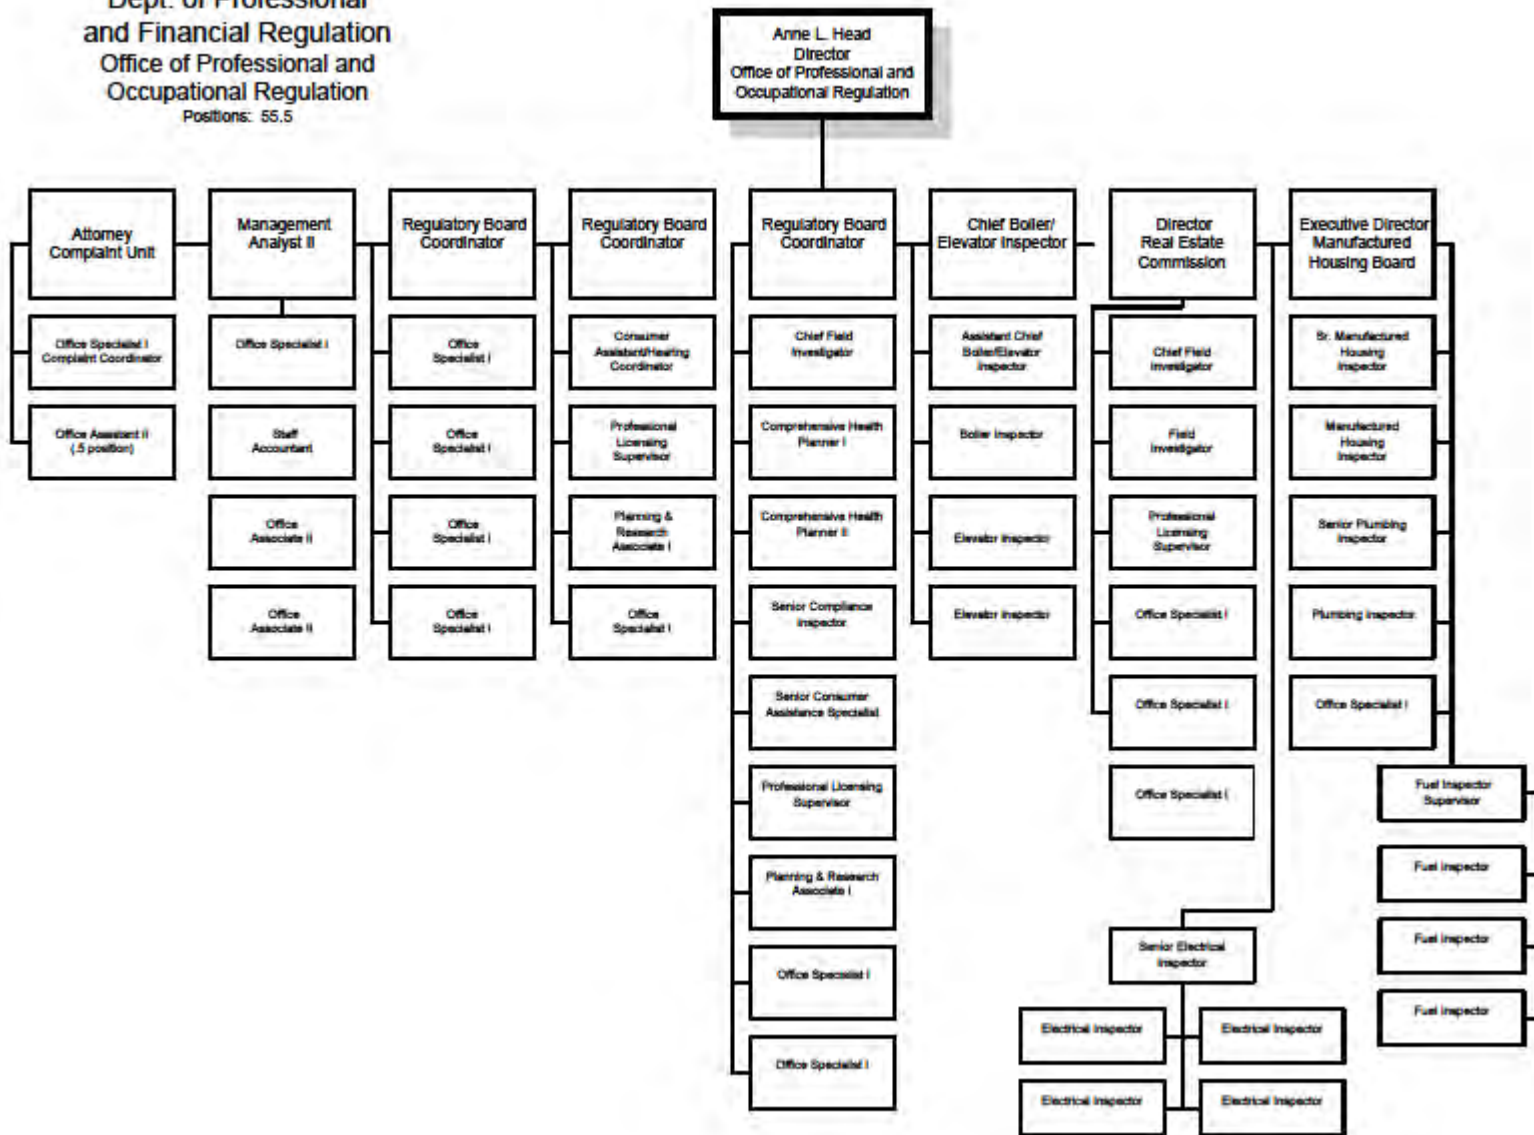 Dept. of Professional
and Financial Regulation
Office of Professional and
Occupational Regulation
Positions: 55.5
Anne L. Head
Director
Office of Professional and
Occupational Regulation
Attorney
Complaint Unit
Office Specialist I
Complaint Coordinator
Office Assistant II
(.5 position)
Management
Analyst II
Office Specialist I
Staff
Accountant
Office
Associate II
Office
Associate II
Regulatory Board
Coordinator
Office
Specialist I
Office
Specialist I
Office
Specialist I
Office
Specialist I
Regulatory Board
Coordinator
Consumer
Assistant/Hearing
Coordinator
Professional
Licensing
Supervisor
Planning &
Research
Associate I
Office
Specialist I
Regulatory Board
Coordinator
Chief Field
Investigator
Comprehensive Health
Planner I
Comprehensive Health
Planner II
Senior Compliance
Inspector
Senior Consumer
Assistance Specialist
Professional Licensing
Supervisor
Planning & Research
Associate I
Office Specialist I
Office Specialist I
Chief Boiler/
Elevator Inspector
Assistant Chief
Boiler/Elevator
Inspector
Boiler Inspector
Elevator Inspector
Elevator Inspector
Director
Real Estate
Commission
Chief Field
Investigator
Field
Investigator
Professional
Licensing
Supervisor
Office Specialist I
Office Specialist I
Office Specialist I
Senior Electrical
Inspector
Electrical Inspector
Electrical Inspector
Electrical Inspector
Electrical Inspector
Executive Director
Manufactured
Housing Board
Sr. Manufactured
Housing
Inspector
Manufactured
Housing
Inspector
Senior Plumbing
Inspector
Plumbing Inspector
Office Specialist I
Fuel Inspector
Supervisor
Fuel Inspector
Fuel Inspector
Fuel Inspector